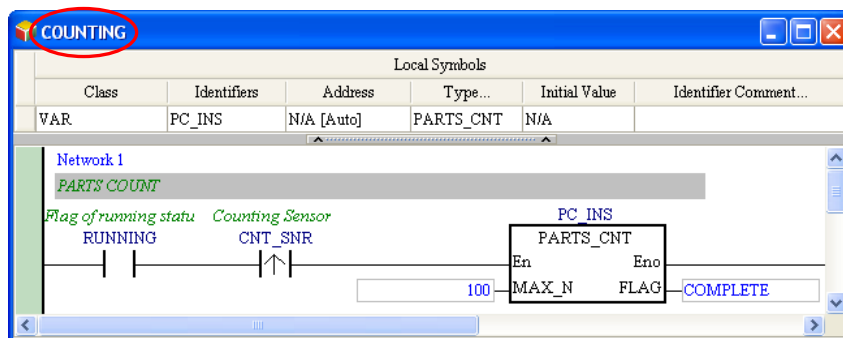 COUNTING
Local Symbols
Class Identifiers Address Type... Initial Value Identifier Comment...
VAR PC_INS N/A [Auto] PARTS_CNT N/A
Network 1
PARTS COUNT
Flag of running statu Counting Sensor PC_INS
RUNNING CNT_SNR PARTS_CNT
En Eno
100 MAX_N FLAG COMPLETE